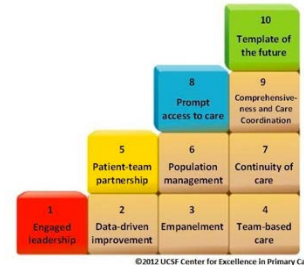 10
Template of
the future
8
Prompt
access to care
9
Comprehensive-
ness and Care
Coordination
5
Patient-team
partnership
6
Population
management
7
Continuity of
care
1
Engaged
leadership
2
Data-driven
improvement
3
Empanelment
4
Team-based
care
©2012 UCSF Center for Excellence in Primary Ca